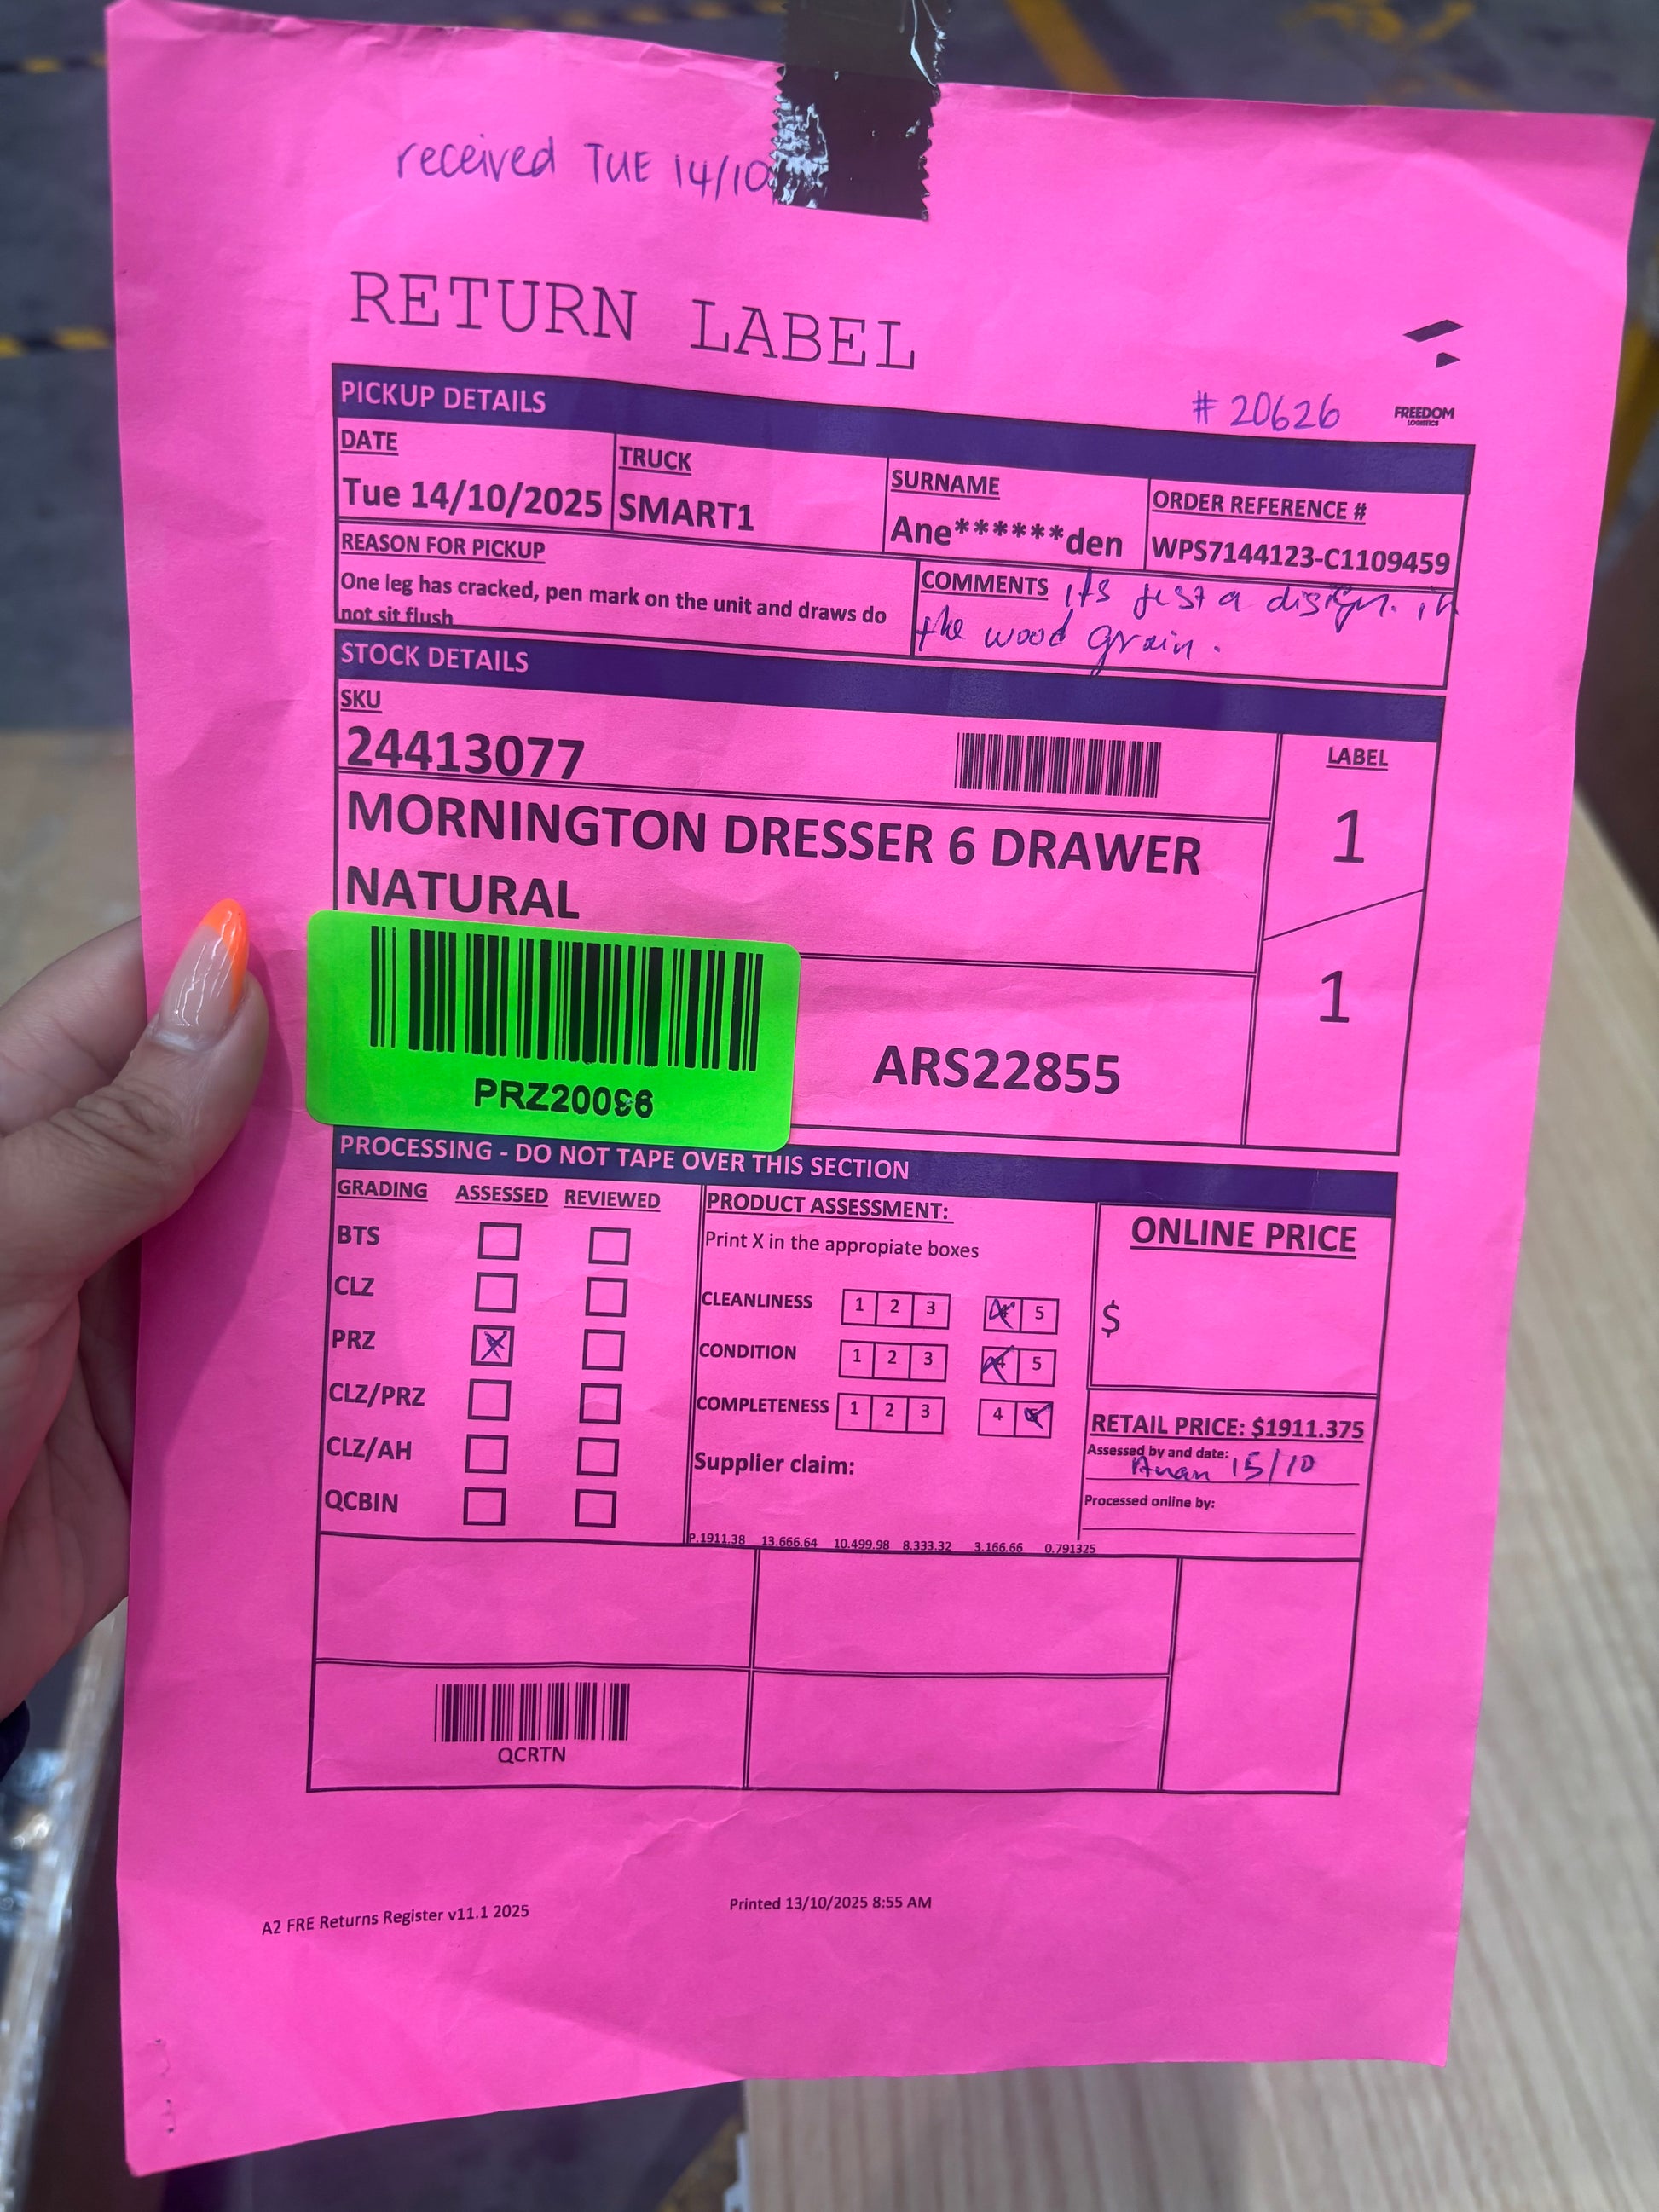 received TUE 14/10
RETURN LABEL
# 20626
FREEDOM
LOGISTICS
PICKUP DETAILS
DATE
Tue 14/10/2025
TRUCK
SMART1
SURNAME
Ane******den
ORDER REFERENCE #
WPS7144123-C1109459
REASON FOR PICKUP
One leg has cracked, pen mark on the unit and draws do
not sit flush
COMMENTS its just a design. in
the wood grain.
STOCK DETAILS
SKU
24413077
LABEL
1
1
MORNINGTON DRESSER 6 DRAWER
NATURAL
ARS22855
PROCESSING - DO NOT TAPE OVER THIS SECTION
GRADING ASSESSED REVIEWED
BTS
CLZ
PRZ
CLZ/PRZ
CLZ/AH
QCBIN
PRODUCT ASSESSMENT:
Print X in the appropiate boxes
CLEANLINESS 1 2 3 4 5
CONDITION 1 2 3 4 5
COMPLETENESS 1 2 3 4
Supplier claim:
P.1911.38 13.666.64 10.499.98 8.333.32 3.166.66 0.791325
ONLINE PRICE
$
RETAIL PRICE: $1911.375
Assessed by and date:
15/10
Processed online by:
QCRTN
A2 FRE Returns Register v11.1 2025
Printed 13/10/2025 8:55 AM